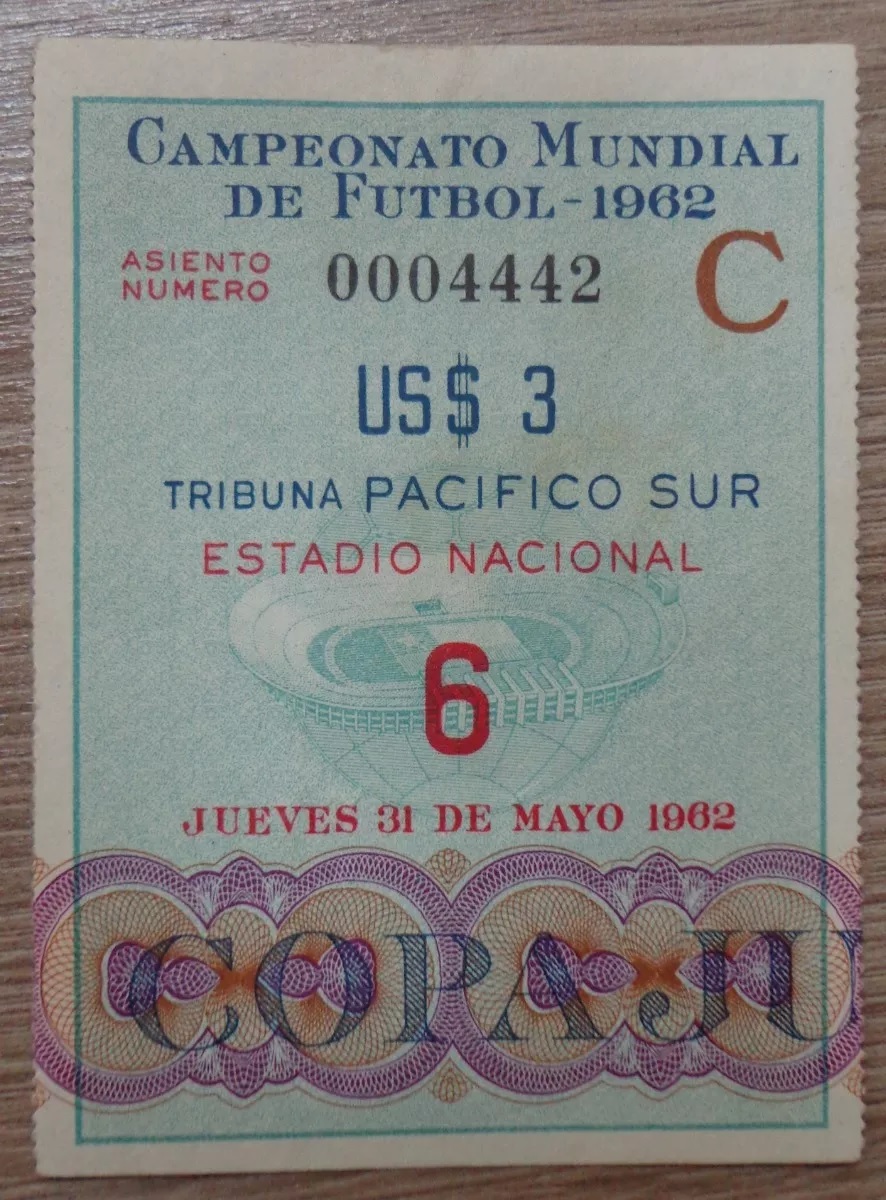 CAMPEONATO MUNDIAL
DE FUTBOL-1962
ASIENTO
NUMERO
0004442
C
US$ 3
TRIBUNA PACIFICO SUR
ESTADIO NACIONAL
6
JUEVES 31 DE MAYO 1962
COPA JU